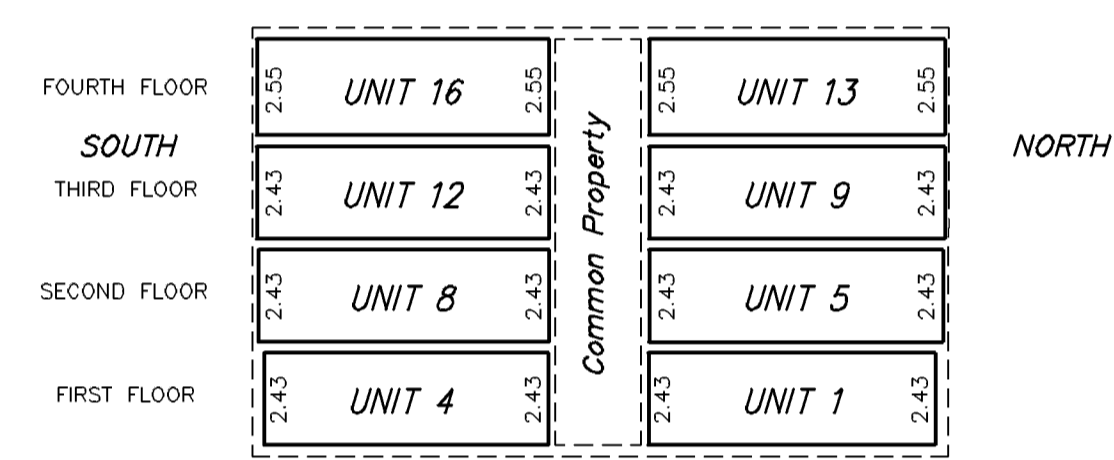 FOURTH FLOOR
2.55 UNIT 16 2.55
2.55 UNIT 13 2.55
SOUTH
NORTH
THIRD FLOOR
2.43 UNIT 12 2.43
2.43 UNIT 9 2.43
Common Property
SECOND FLOOR
2.43 UNIT 8 2.43
2.43 UNIT 5 2.43
FIRST FLOOR
2.43 UNIT 4 2.43
2.43 UNIT 1 2.43